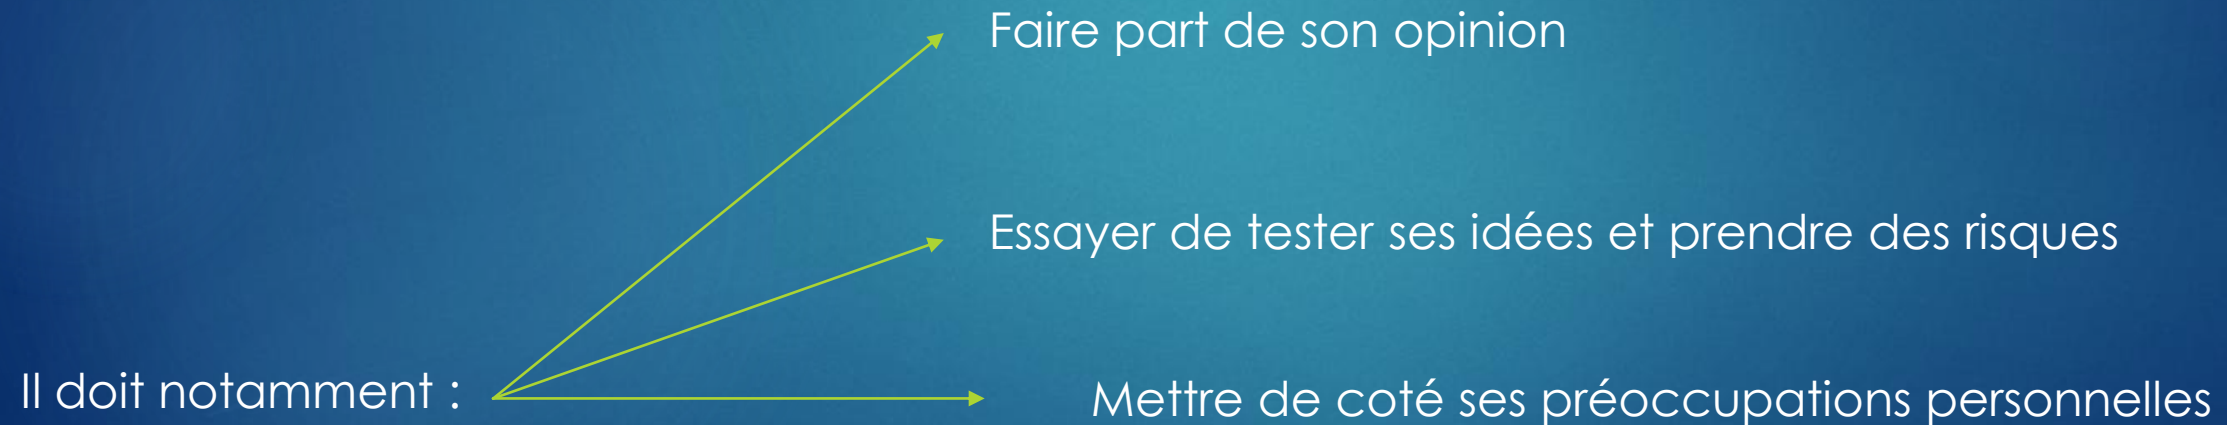 Faire part de son opinion
Essayer de tester ses idées et prendre des risques
Il doit notamment :
Mettre de coté ses préoccupations personnelles